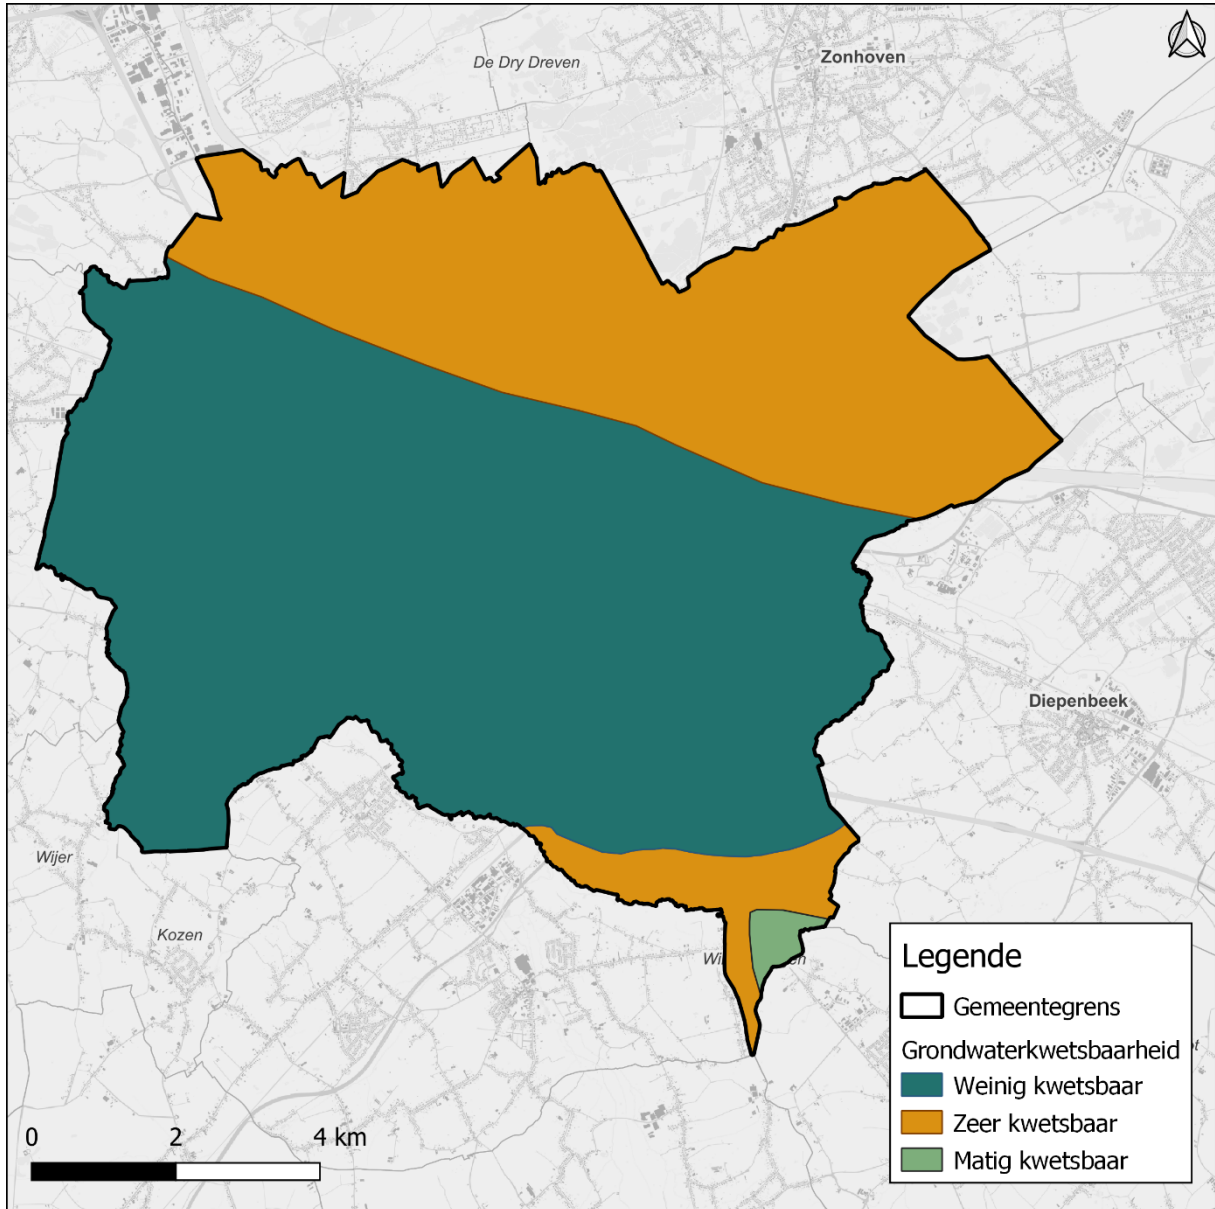 De Dry Dreven
Zonhoven
Diepenbeek
Wijer
Kozen
Legende
Gemeentegrens
Grondwaterkwetsbaarheid
Weinig kwetsbaar
Zeer kwetsbaar
Matig kwetsbaar
0 2 4 km